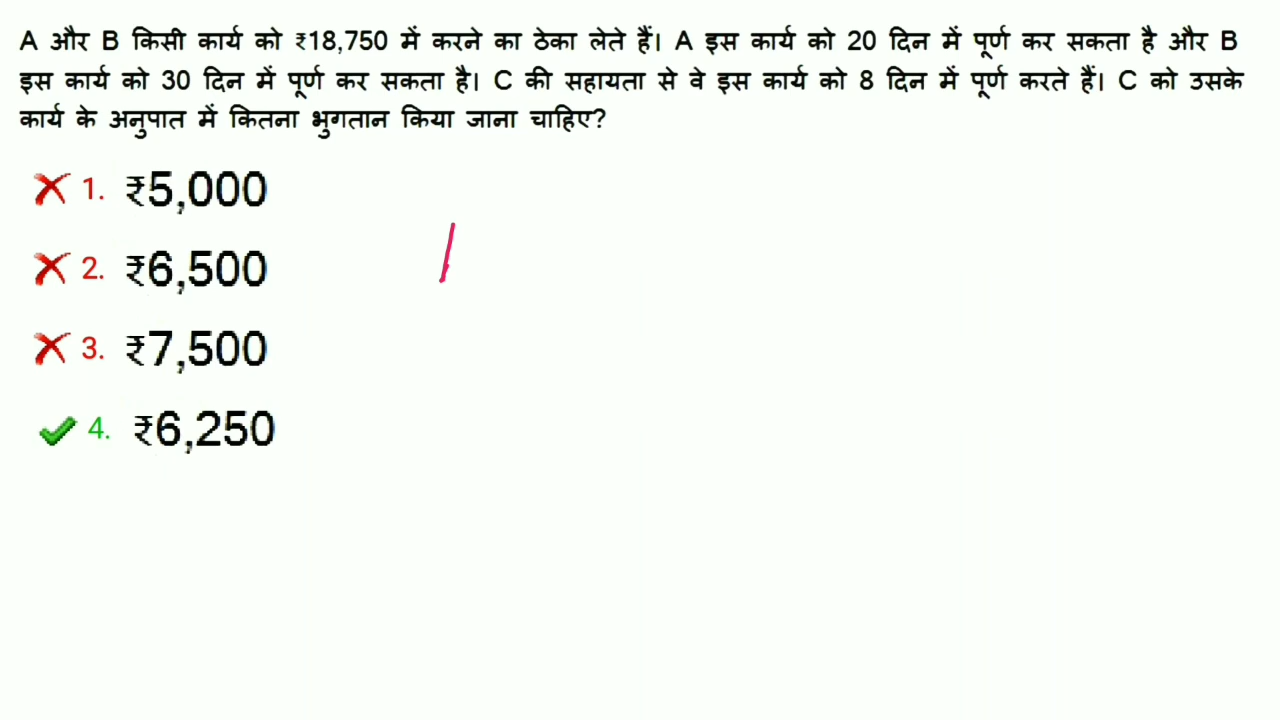 A और B किसी कार्य को ₹18,750 में करने का ठेका लेते हैं। A इस कार्य को 20 दिन में पूर्ण कर सकता है और B
इस कार्य को 30 दिन में पूर्ण कर सकता है। C की सहायता से वे इस कार्य को 8 दिन में पूर्ण करते हैं। C को उसके
कार्य के अनुपात में कितना भुगतान किया जाना चाहिए?
1. ₹5,000
2. ₹6,500
3. ₹7,500
4. ₹6,250